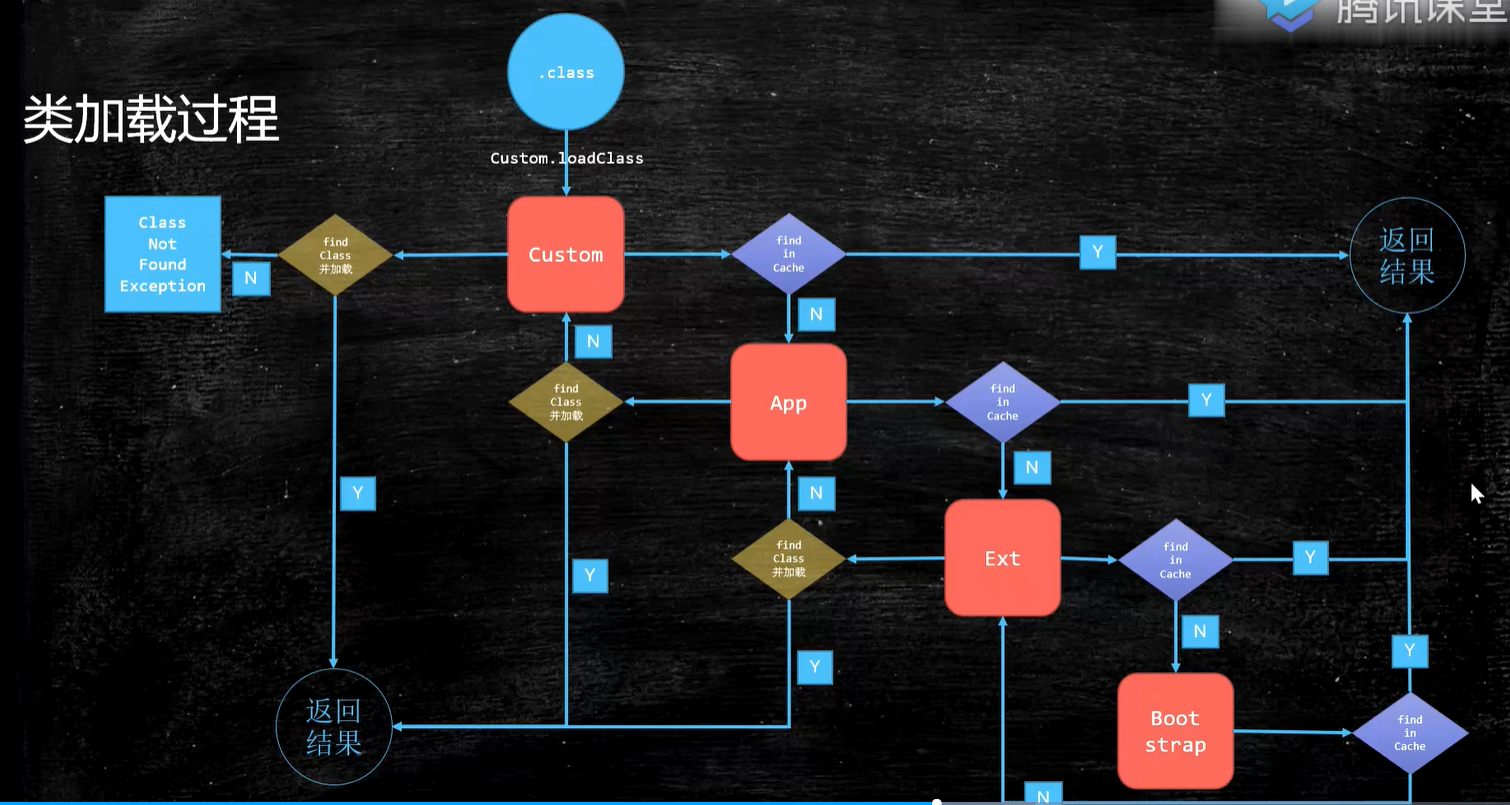 腾讯课堂
.class
类加载过程
Custom.loadClass
Class
Not
Found
Exception
N
find
Class
并加载
Custom
find
in
Cache
Y
返回
结果
N
N
find
Class
并加载
App
find
in
Cache
Y
N
Y
N
find
Class
并加载
Ext
find
in
Cache
Y
Y
N
Y
Y
返回
结果
Boot
strap
find
in
Cache
N